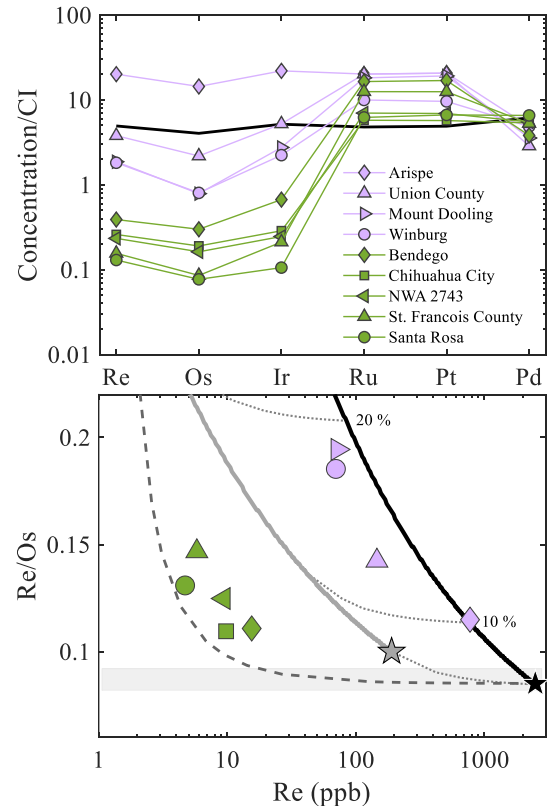 100
10
1
0.1
0.01
Concentration/CI
Arispe
Union County
Mount Dooling
Winburg
Bendego
Chihuahua City
NWA 2743
St. Francois County
Santa Rosa
Re Os Ir Ru Pt Pd
0.2
0.15
0.1
Re/Os
20 %
10 %
1 10 100 1000
Re (ppb)